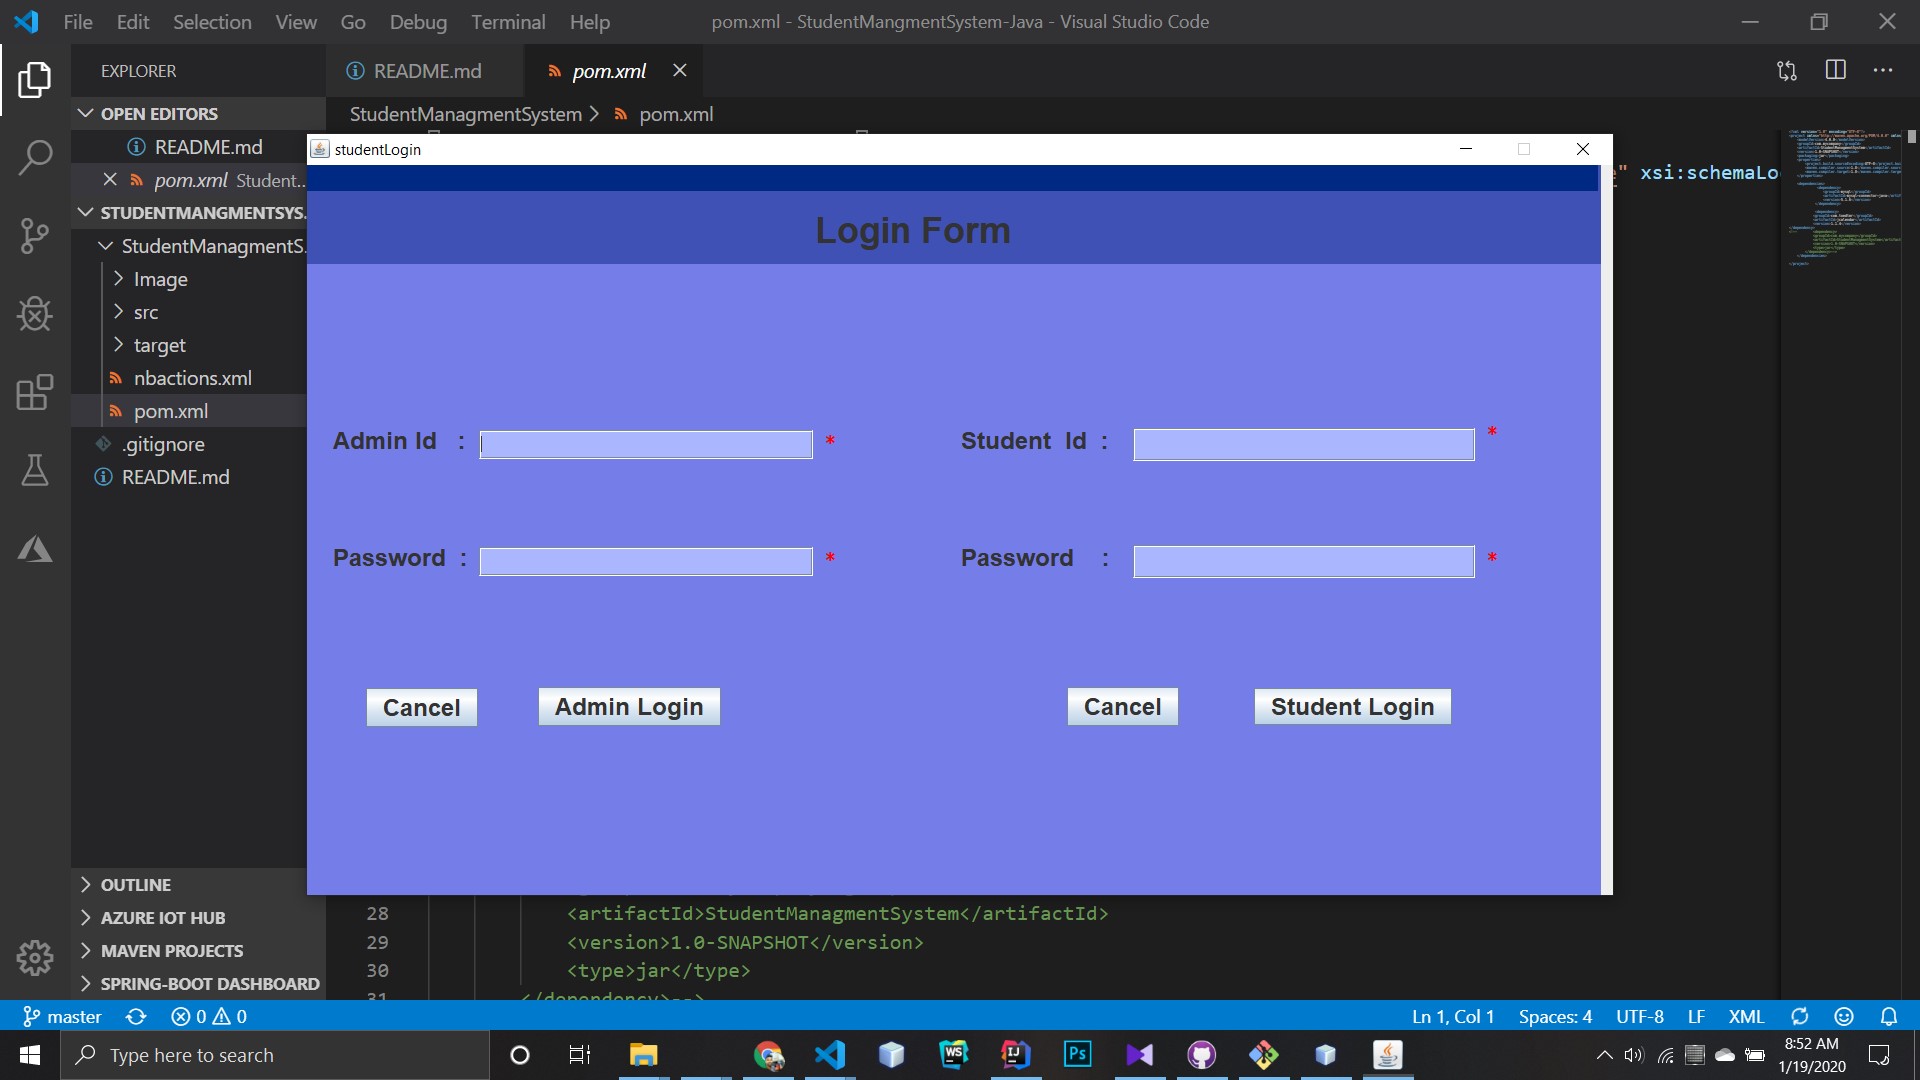 File Edit Selection View Go Debug Terminal Help
pom.xml - StudentMangmentSystem-Java - Visual Studio Code
EXPLORER
README.md
pom.xml
OPEN EDITORS
README.md
pom.xml Student...
STUDENTMANGMENTSYS...
StudentManagmentS...
Image
src
target
nbactions.xml
pom.xml
.gitignore
README.md
OUTLINE
AZURE IOT HUB
MAVEN PROJECTS
SPRING-BOOT DASHBOARD
StudentManagmentSystem > pom.xml
" xsi:schemaLo
studentLogin
Login Form
Admin Id : *
Student Id : *
Password : *
Password : *
Cancel
Admin Login
Cancel
Student Login
28 <artifactId>StudentManagmentSystem</artifactId>
29 <version>1.0-SNAPSHOT</version>
30 <type>jar</type>
31 </dependency>-->
master 0 0
Ln 1, Col 1 Spaces: 4 UTF-8 LF XML
Type here to search
WS
IJ
Ps
8:52 AM
1/19/2020